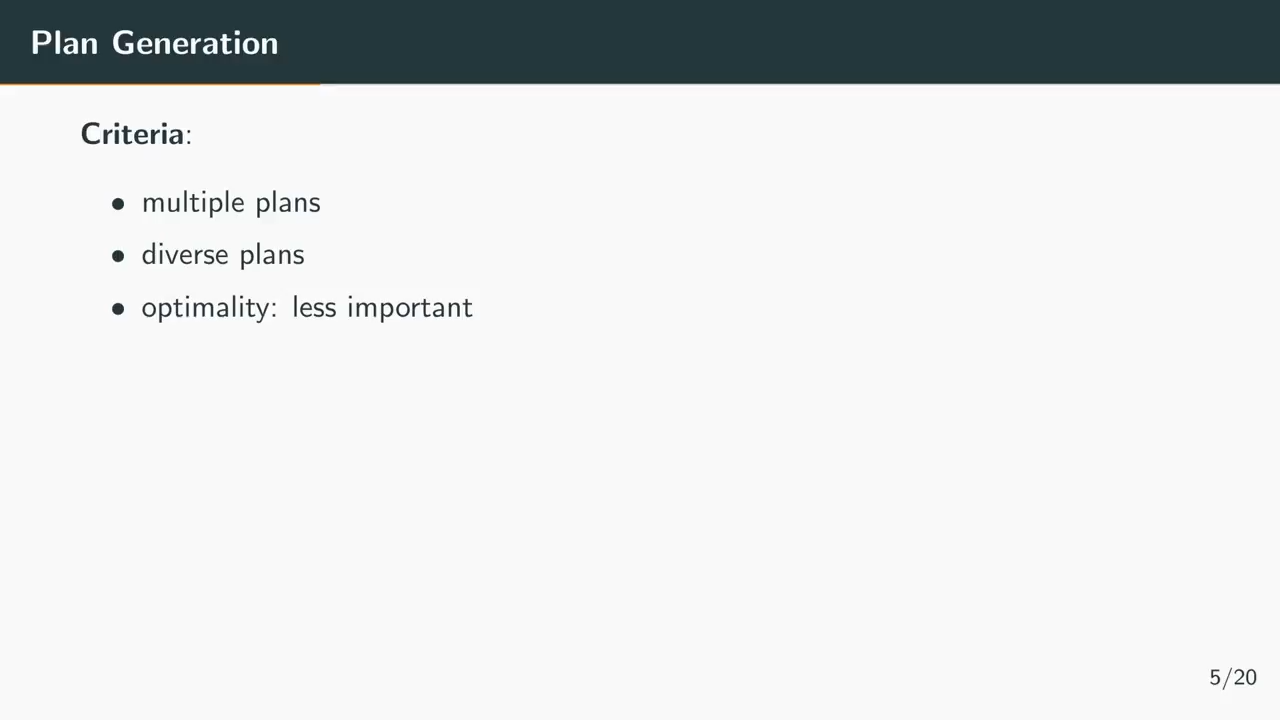 Plan Generation
Criteria:
• multiple plans
• diverse plans
• optimality: less important
5/20